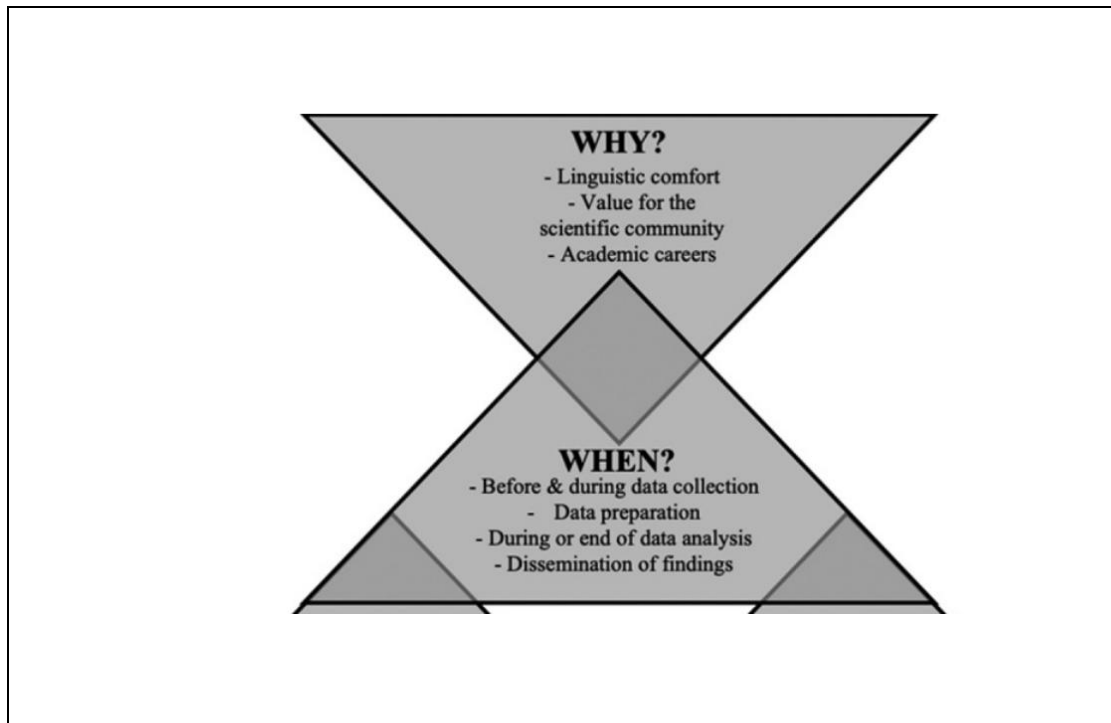 WHY?
- Linguistic comfort
- Value for the
scientific community
- Academic careers
WHEN?
- Before & during data collection
- Data preparation
- During or end of data analysis
- Dissemination of findings